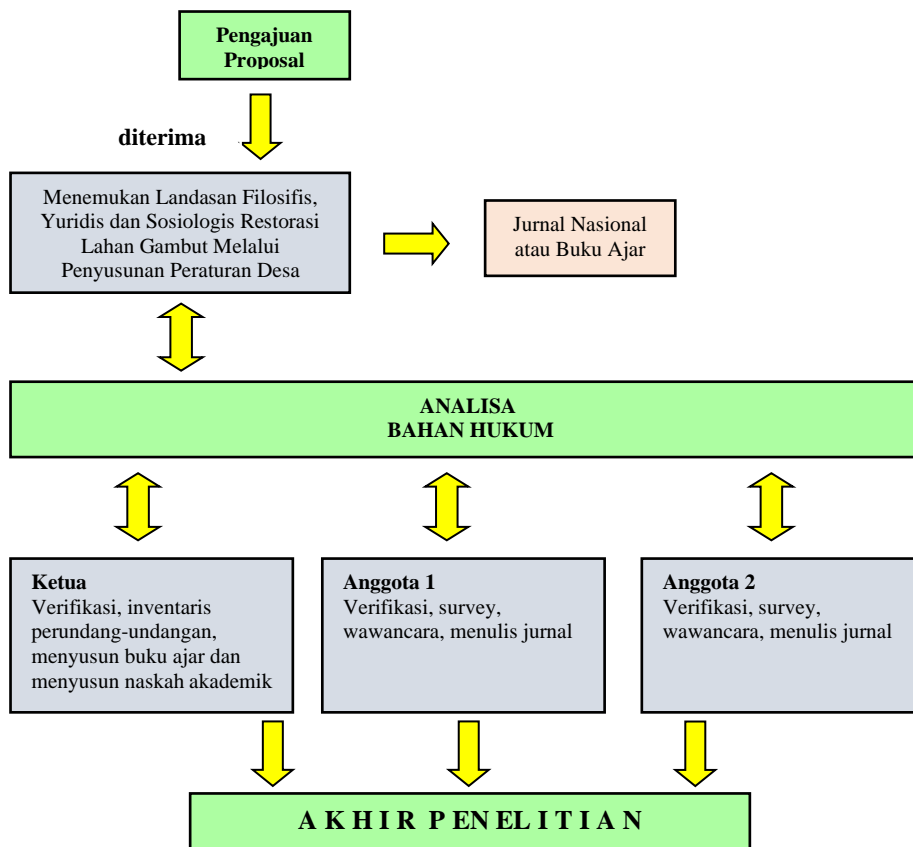 Pengajuan
Proposal
diterima
Menemukan Landasan Filosifis,
Yuridis dan Sosiologis Restorasi
Lahan Gambut Melalui
Penyusunan Peraturan Desa
Jurnal Nasional
atau Buku Ajar
ANALISA
BAHAN HUKUM
Ketua
Verifikasi, inventaris
perundang-undangan,
menyusun buku ajar dan
menyusun naskah akademik
Anggota 1
Verifikasi, survey,
wawancara, menulis jurnal
Anggota 2
Verifikasi, survey,
wawancara, menulis jurnal
A K H I R P E N E L I T I A N